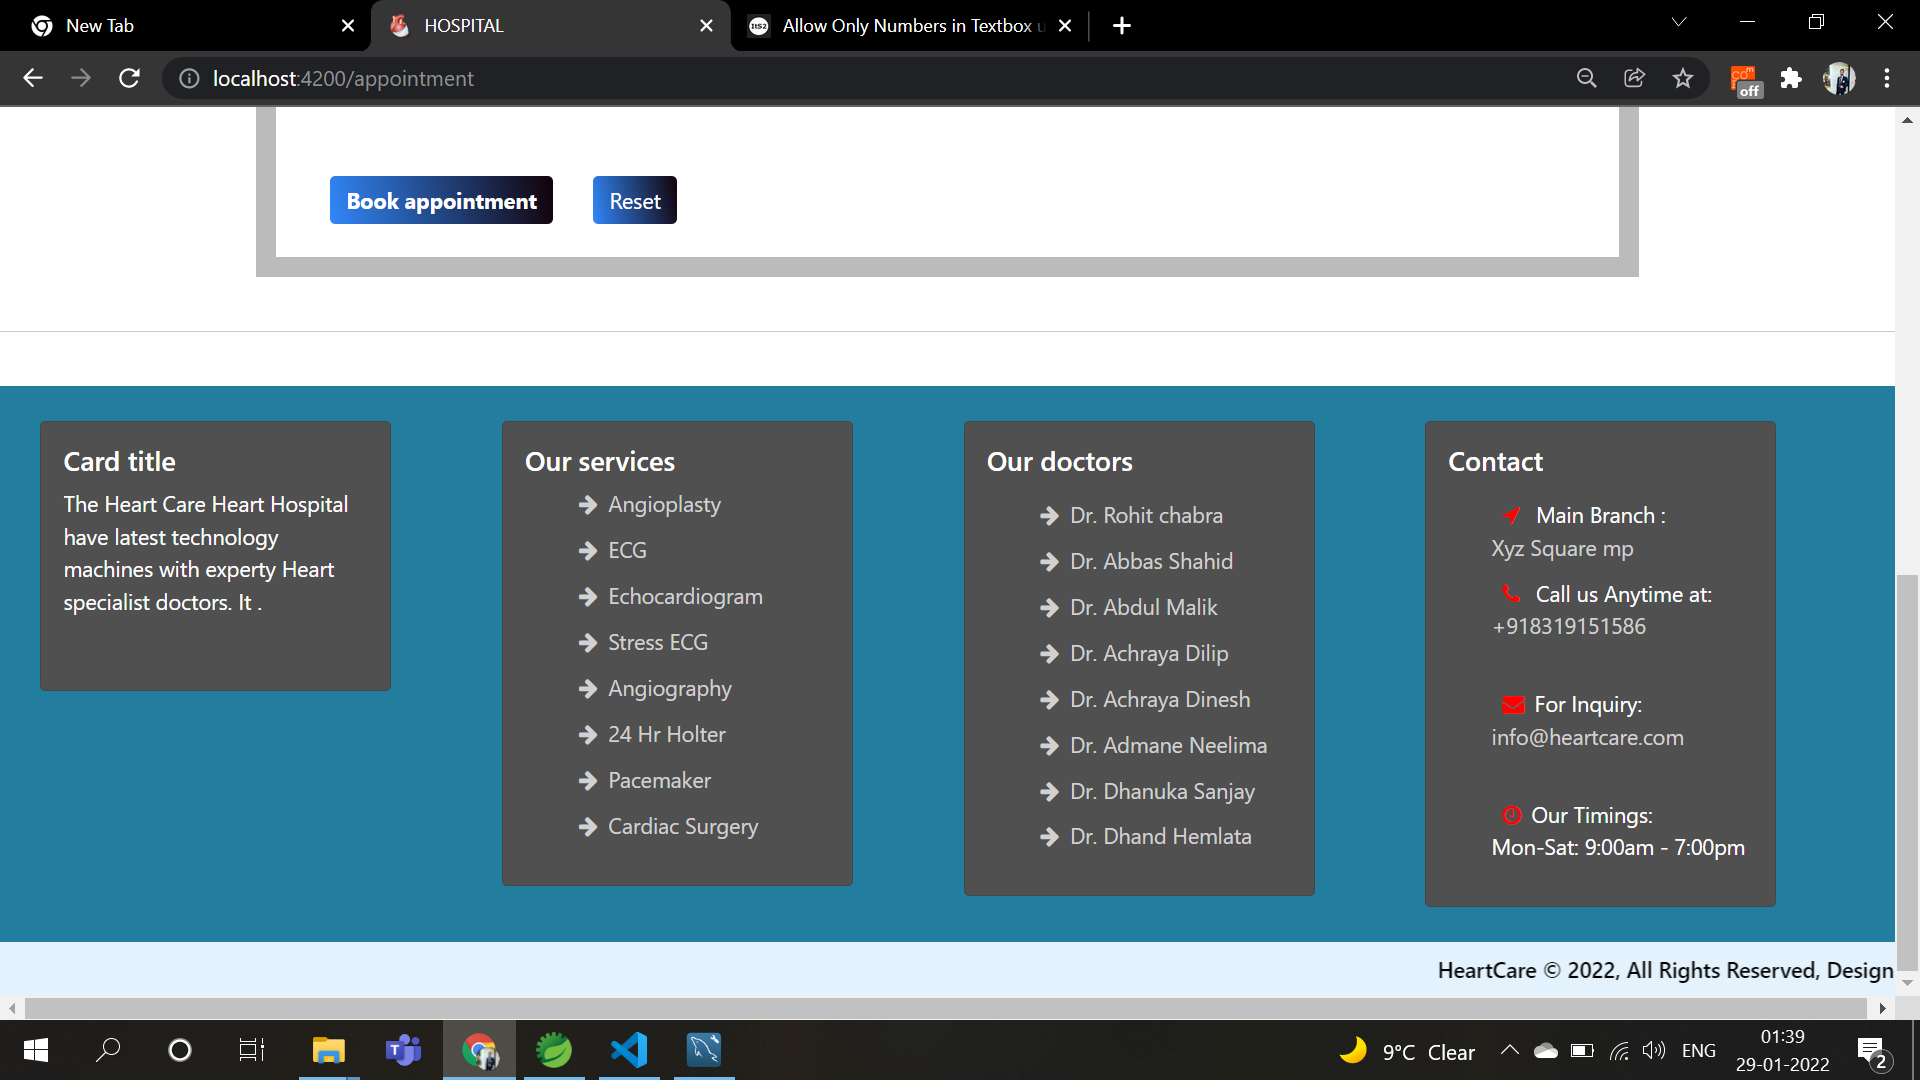 New Tab
HOSPITAL
Allow Only Numbers in Textbox u
localhost:4200/appointment
off
Book appointment
Reset
Card title
The Heart Care Heart Hospital
have latest technology
machines with experty Heart
specialist doctors. It .
Our services
Angioplasty
ECG
Echocardiogram
Stress ECG
Angiography
24 Hr Holter
Pacemaker
Cardiac Surgery
Our doctors
Dr. Rohit chabra
Dr. Abbas Shahid
Dr. Abdul Malik
Dr. Achraya Dilip
Dr. Achraya Dinesh
Dr. Admane Neelima
Dr. Dhanuka Sanjay
Dr. Dhand Hemlata
Contact
Main Branch :
Xyz Square mp
Call us Anytime at:
+918319151586
For Inquiry:
info@heartcare.com
Our Timings:
Mon-Sat: 9:00am - 7:00pm
HeartCare © 2022, All Rights Reserved, Design
9°C Clear
ENG
01:39
29-01-2022
2